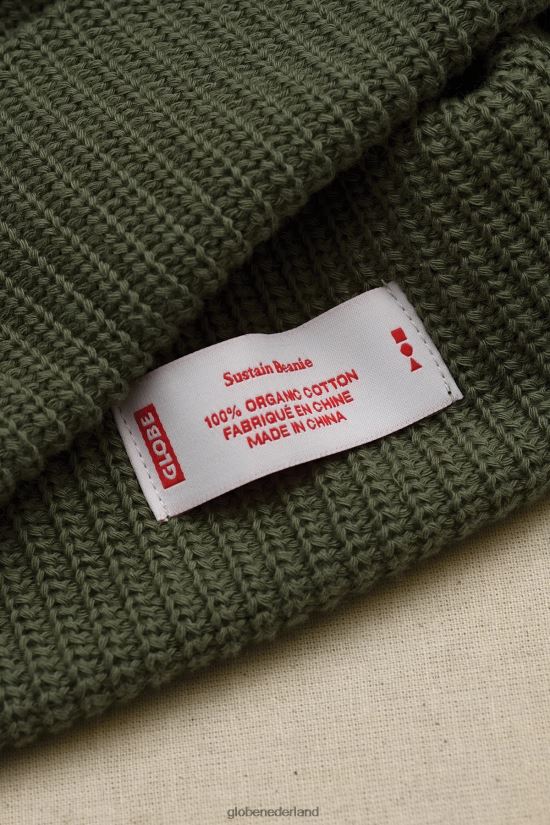 Sustain Beanie
100% ORGANIC COTTON
FABRIQUÉ EN CHINE
MADE IN CHINA
GLOBE
globenederland